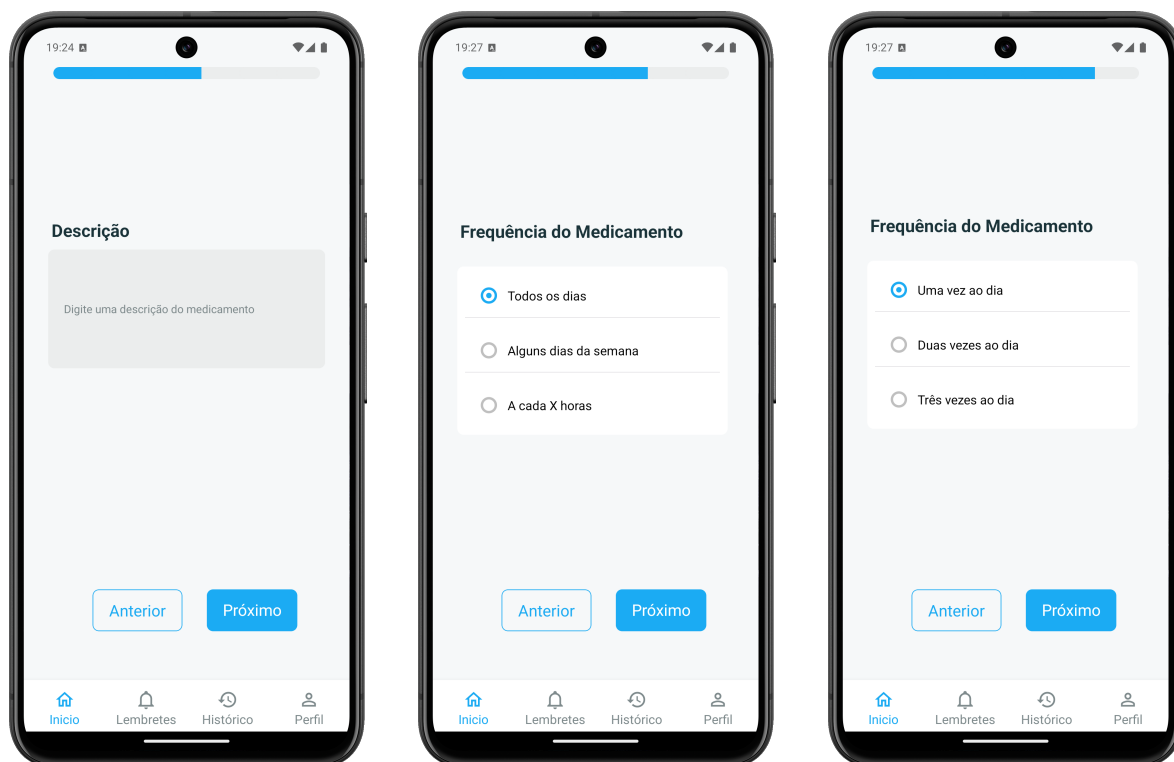 19:24
Descrição
Digite uma descrição do medicamento
Anterior
Próximo
Inicio
Lembretes
Histórico
Perfil
19:27
Frequência do Medicamento
Todos os dias
Alguns dias da semana
A cada X horas
Anterior
Próximo
Inicio
Lembretes
Histórico
Perfil
19:27
Frequência do Medicamento
Uma vez ao dia
Duas vezes ao dia
Três vezes ao dia
Anterior
Próximo
Inicio
Lembretes
Histórico
Perfil